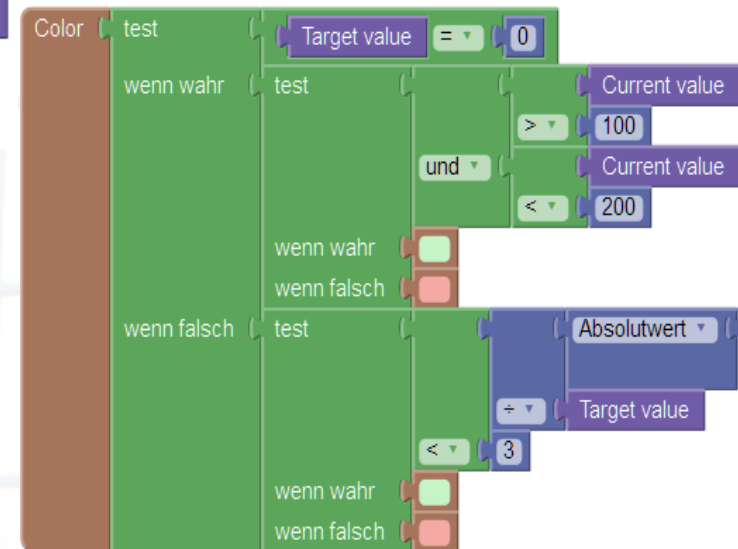 Color test Target value = 0
wenn wahr test Current value
> 100
und Current value
< 200
wenn wahr
wenn falsch
wenn falsch test Absolutwert
÷ Target value
< 3
wenn wahr
wenn falsch